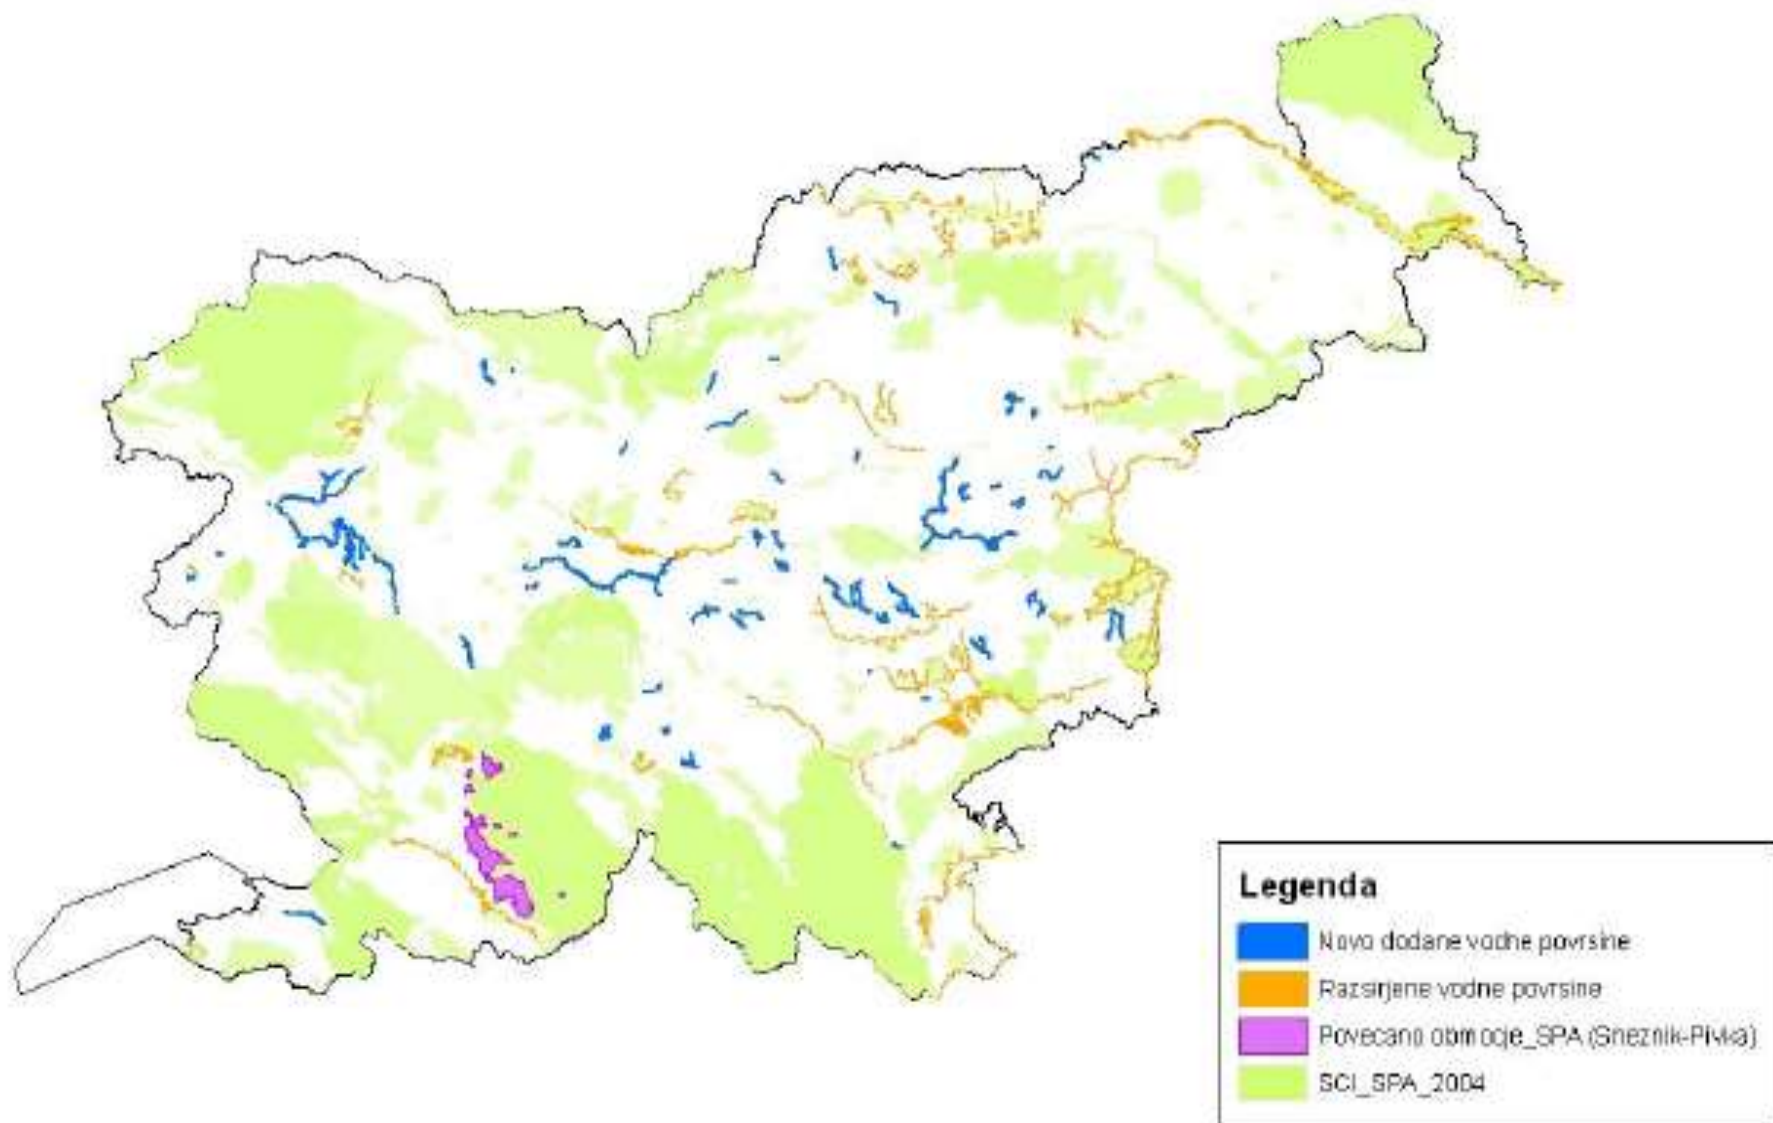 Legenda
Novo dodane vodne povrsine
Razsirjene vodne povrsine
Povecano obmocje_SPA (Sneznik-Pivka)
SCI_SPA_2004